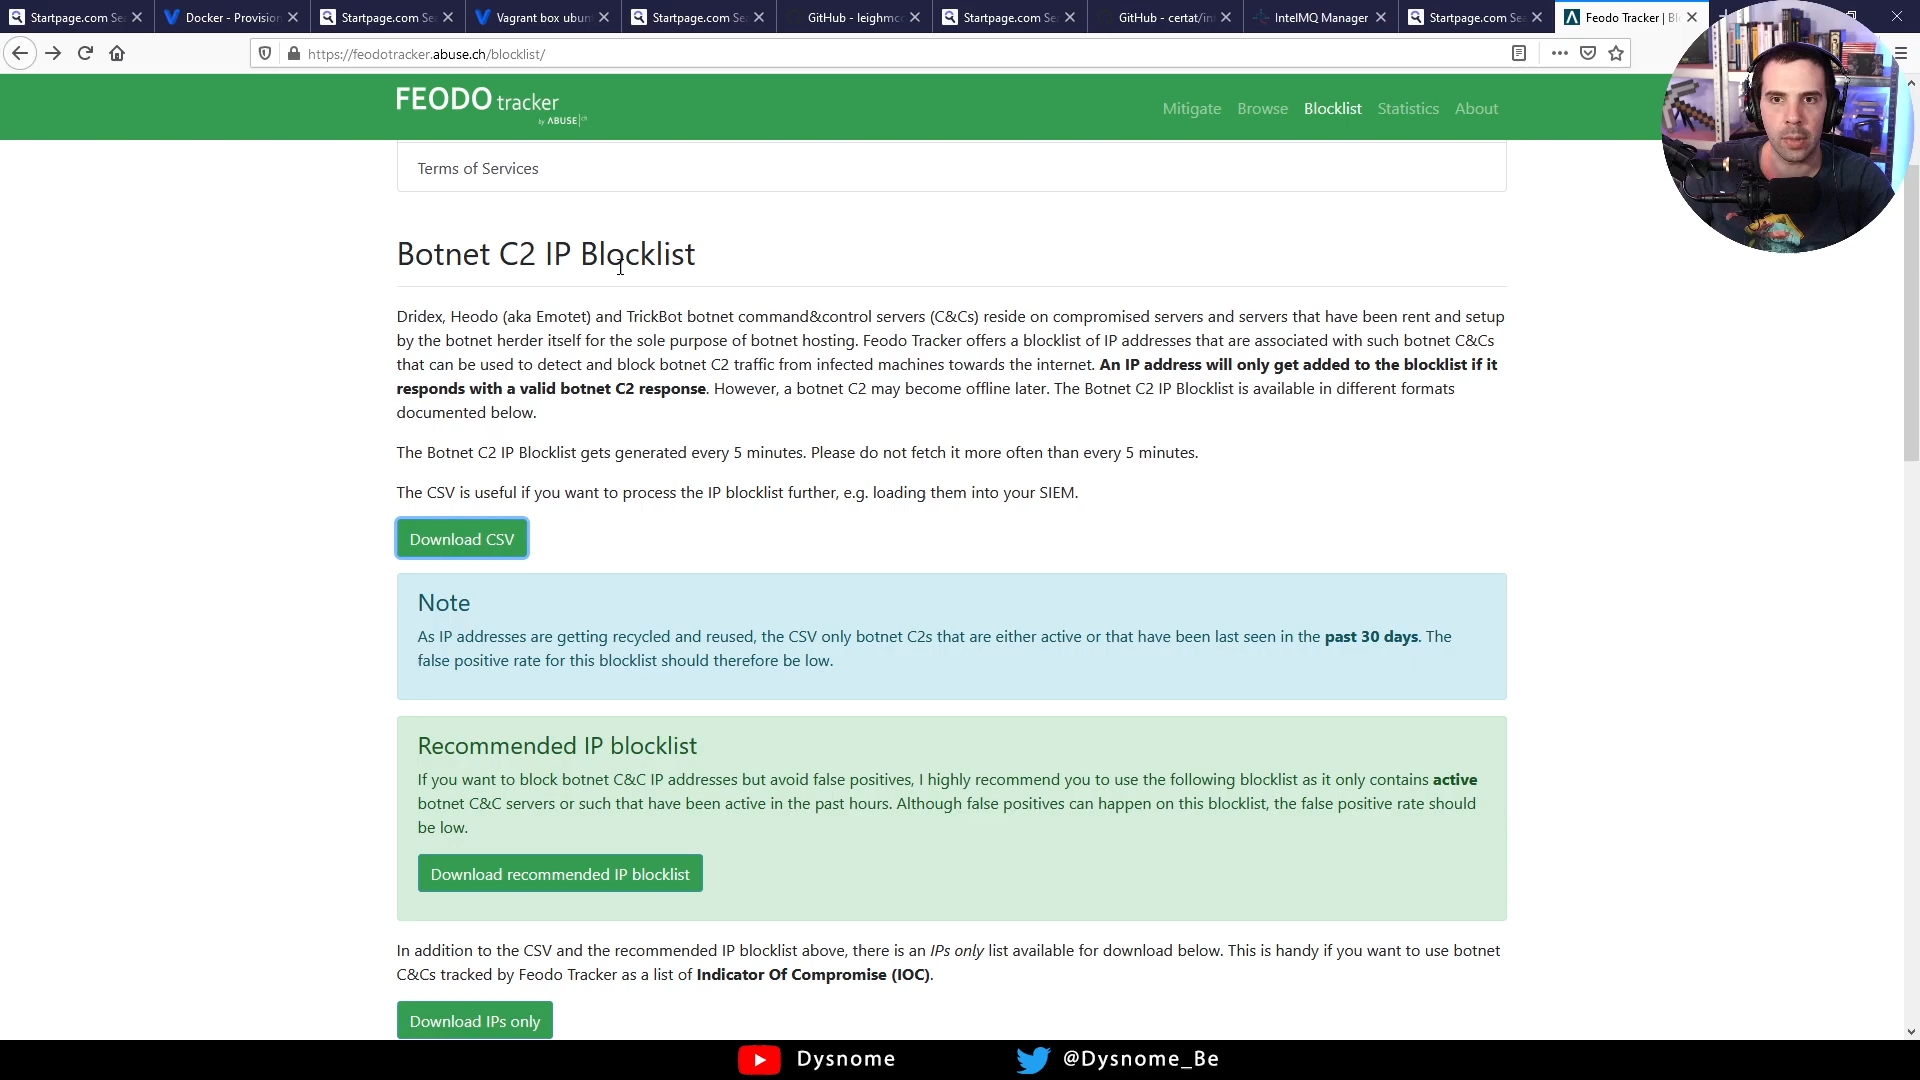 Startpage.com Se
Docker - Provision
Startpage.com Se
Vagrant box ubun
Startpage.com Se
GitHub - leighmcc
Startpage.com Se
GitHub - certat/in
IntelMQ Manager
Startpage.com Se
Feodo Tracker | Bl
https://feodotracker.abuse.ch/blocklist/
FEODO tracker
by ABUSE|ch
Mitigate Browse Blocklist Statistics About
Terms of Services
Botnet C2 IP Blocklist
Dridex, Heodo (aka Emotet) and TrickBot botnet command&control servers (C&Cs) reside on compromised servers and servers that have been rent and setup
by the botnet herder itself for the sole purpose of botnet hosting. Feodo Tracker offers a blocklist of IP addresses that are associated with such botnet C&Cs
that can be used to detect and block botnet C2 traffic from infected machines towards the internet. An IP address will only get added to the blocklist if it
responds with a valid botnet C2 response. However, a botnet C2 may become offline later. The Botnet C2 IP Blocklist is available in different formats
documented below.
The Botnet C2 IP Blocklist gets generated every 5 minutes. Please do not fetch it more often than every 5 minutes.
The CSV is useful if you want to process the IP blocklist further, e.g. loading them into your SIEM.
Download CSV
Note
As IP addresses are getting recycled and reused, the CSV only botnet C2s that are either active or that have been last seen in the past 30 days. The
false positive rate for this blocklist should therefore be low.
Recommended IP blocklist
If you want to block botnet C&C IP addresses but avoid false positives, I highly recommend you to use the following blocklist as it only contains active
botnet C&C servers or such that have been active in the past hours. Although false positives can happen on this blocklist, the false positive rate should
be low.
Download recommended IP blocklist
In addition to the CSV and the recommended IP blocklist above, there is an IPs only list available for download below. This is handy if you want to use botnet
C&Cs tracked by Feodo Tracker as a list of Indicator Of Compromise (IOC).
Download IPs only
Dysnome
@Dysnome_Be